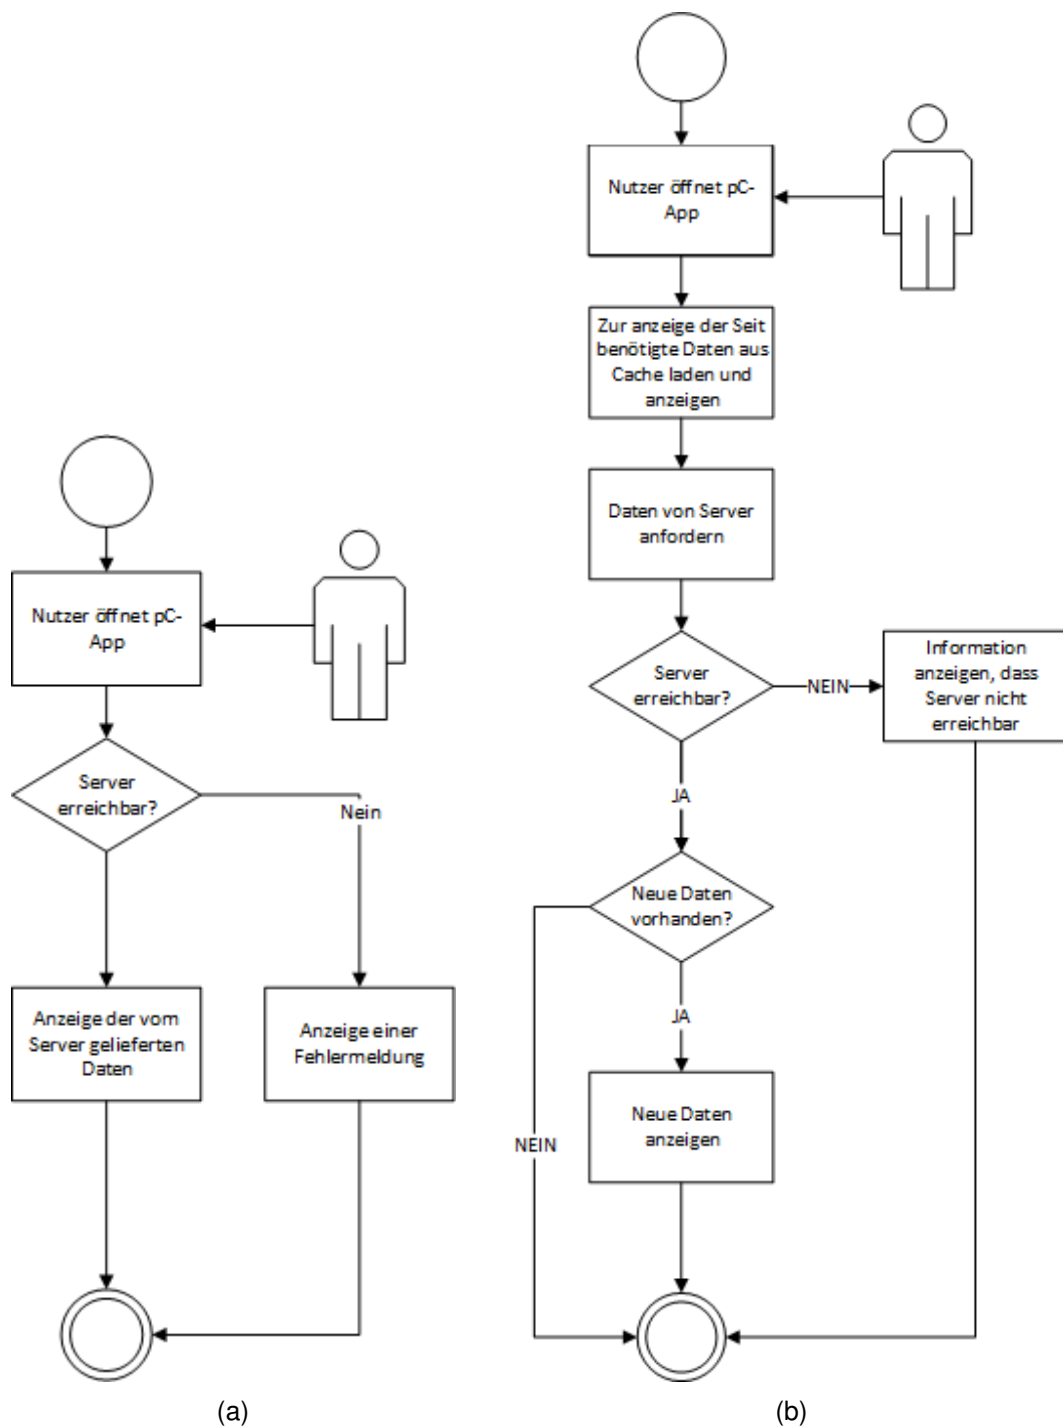 Nutzer öffnet pC-
App
Server
erreichbar?
Nein
Anzeige der vom
Server gelieferten
Daten
Anzeige einer
Fehlermeldung
(a)
Nutzer öffnet pC-
App
Zur anzeige der Seit
benötigte Daten aus
Cache laden und
anzeigen
Daten von Server
anfordern
Server
erreichbar?
NEIN
Information
anzeigen, dass
Server nicht
erreichbar
JA
Neue Daten
vorhanden?
JA
NEIN
Neue Daten
anzeigen
(b)